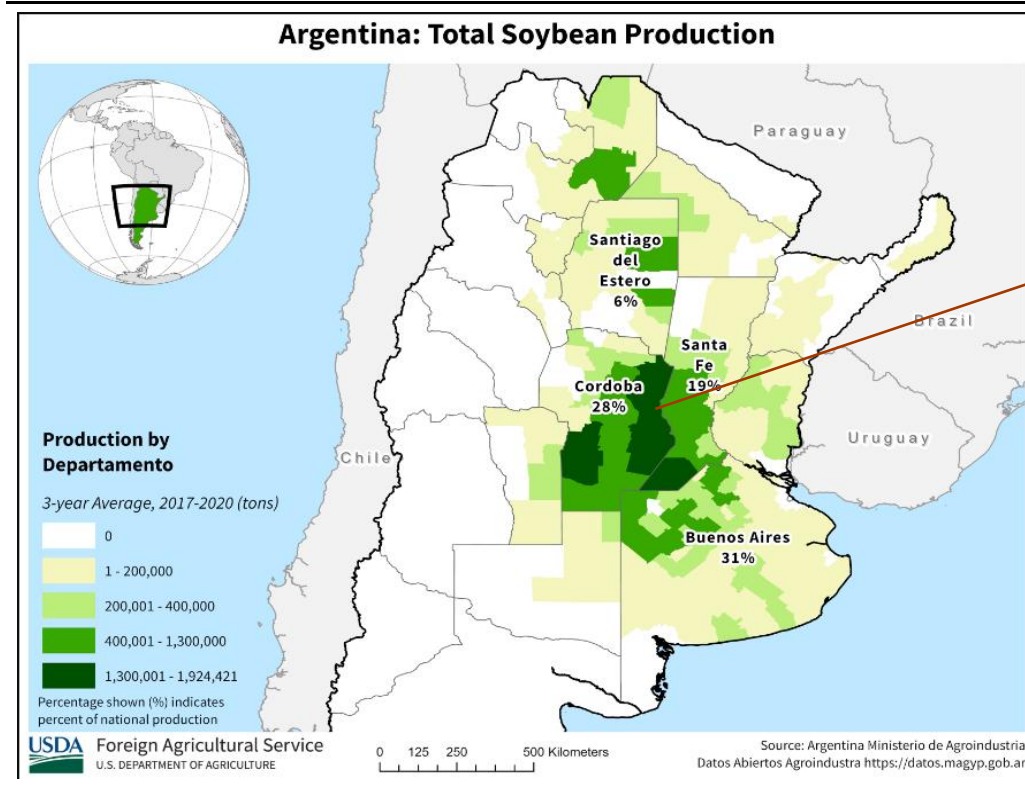 Argentina: Total Soybean Production
Paraguay
Santiago
del
Estero
6%
Brazil
Santa
Fe
19%
Cordoba
28%
Uruguay
Chile
Buenos Aires
31%
Production by
Departamento
3-year Average, 2017-2020 (tons)
0
1 - 200,000
200,001 - 400,000
400,001 - 1,300,000
1,300,001 - 1,924,421
Percentage shown (%) indicates
percent of national production
USDA Foreign Agricultural Service
U.S. DEPARTMENT OF AGRICULTURE
0 125 250 500 Kilometers
Source: Argentina Ministerio de Agroindustria
Datos Abiertos Agroindustra https://datos.magyp.gob.ar